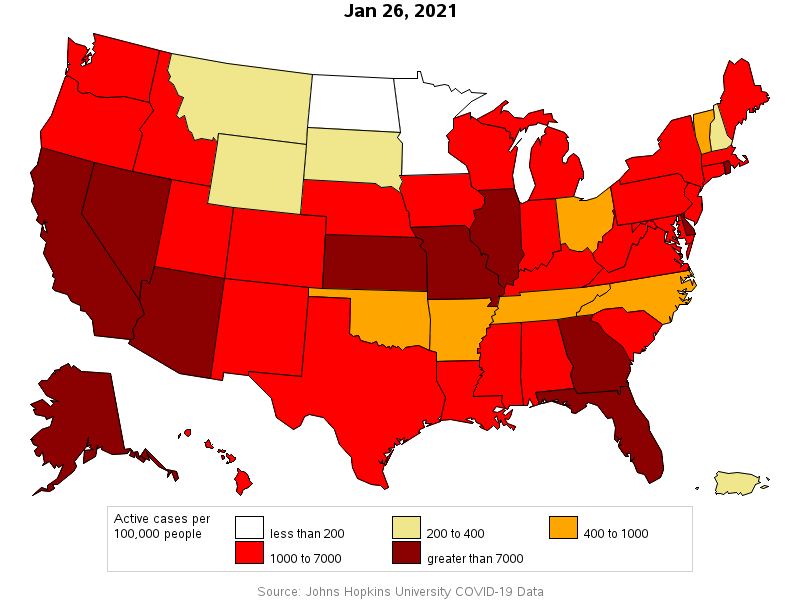 Jan 26, 2021
Active cases per
100,000 people
less than 200
200 to 400
400 to 1000
1000 to 7000
greater than 7000
Source: Johns Hopkins University COVID-19 Data